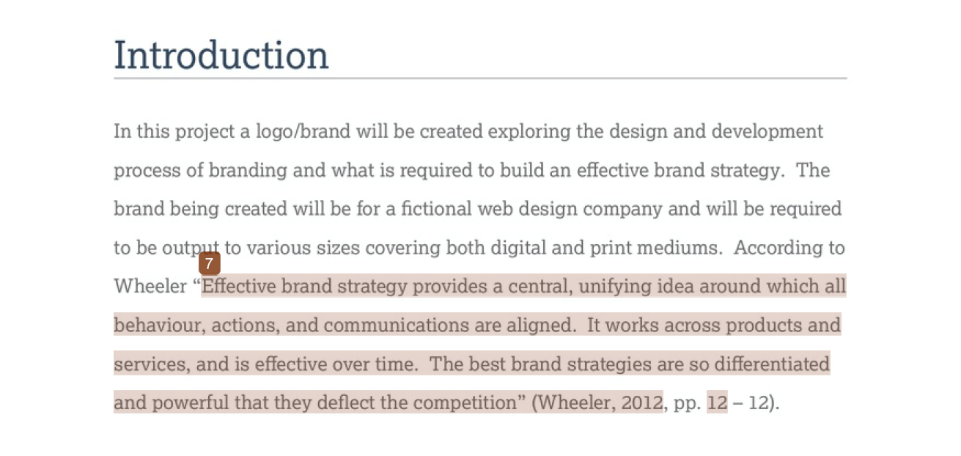 Introduction
In this project a logo/brand will be created exploring the design and development
process of branding and what is required to build an effective brand strategy.  The
brand being created will be for a fictional web design company and will be required
to be output to various sizes covering both digital and print mediums.  According to
7
Wheeler “Effective brand strategy provides a central, unifying idea around which all
behaviour, actions, and communications are aligned.  It works across products and
services, and is effective over time.  The best brand strategies are so differentiated
and powerful that they deflect the competition” (Wheeler, 2012, pp. 12 – 12).